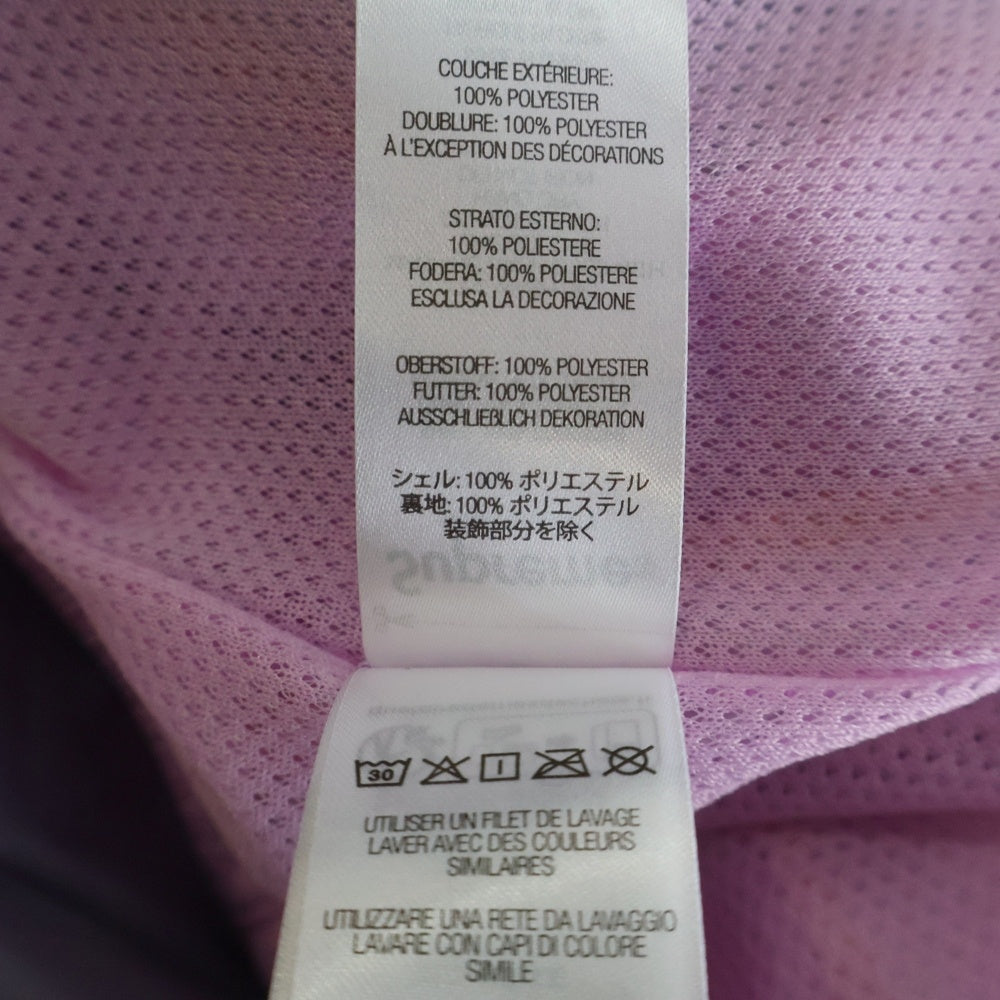 COUCHE EXTÉRIEURE:
100% POLYESTER
DOUBLURE: 100% POLYESTER
À L'EXCEPTION DES DÉCORATIONS
STRATO ESTERNO:
100% POLIESTERE
FODERA: 100% POLIESTERE
ESCLUSA LA DECORAZIONE
OBERSTOFF: 100% POLYESTER
FUTTER: 100% POLYESTER
AUSSCHLIEßLICH DEKORATION
シェル: 100% ポリエステル
裏地: 100% ポリエステル
装飾部分を除く
Supreme®
30
UTILISER UN FILET DE LAVAGE
LAVER AVEC DES COULEURS
SIMILAIRES
UTILIZZARE UNA RETE DA LAVAGGIO
LAVARE CON CAPI DI COLORE
SIMILE